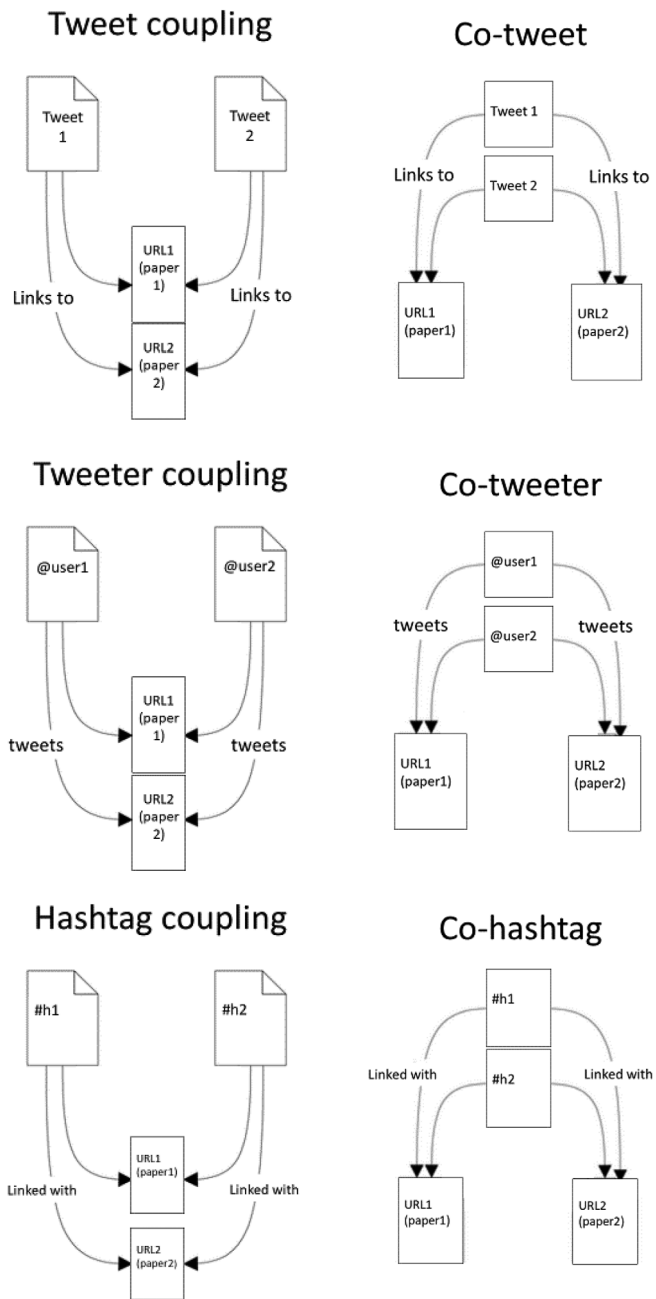 Tweet coupling
Tweet
1
Tweet
2
URL1
(paper
1)
Links to
Links to
URL2
(paper
2)
Co-tweet
Tweet 1
Links to
Links to
Tweet 2
URL1
(paper1)
URL2
(paper2)
Tweeter coupling
@user1
@user2
URL1
(paper
1)
tweets
tweets
URL2
(paper
2)
Co-tweeter
@user1
tweets
tweets
@user2
URL1
(paper1)
URL2
(paper2)
Hashtag coupling
#h1
#h2
URL1
(paper1)
Linked with
Linked with
URL2
(paper2)
Co-hashtag
#h1
Linked with
Linked with
#h2
URL1
(paper1)
URL2
(paper2)